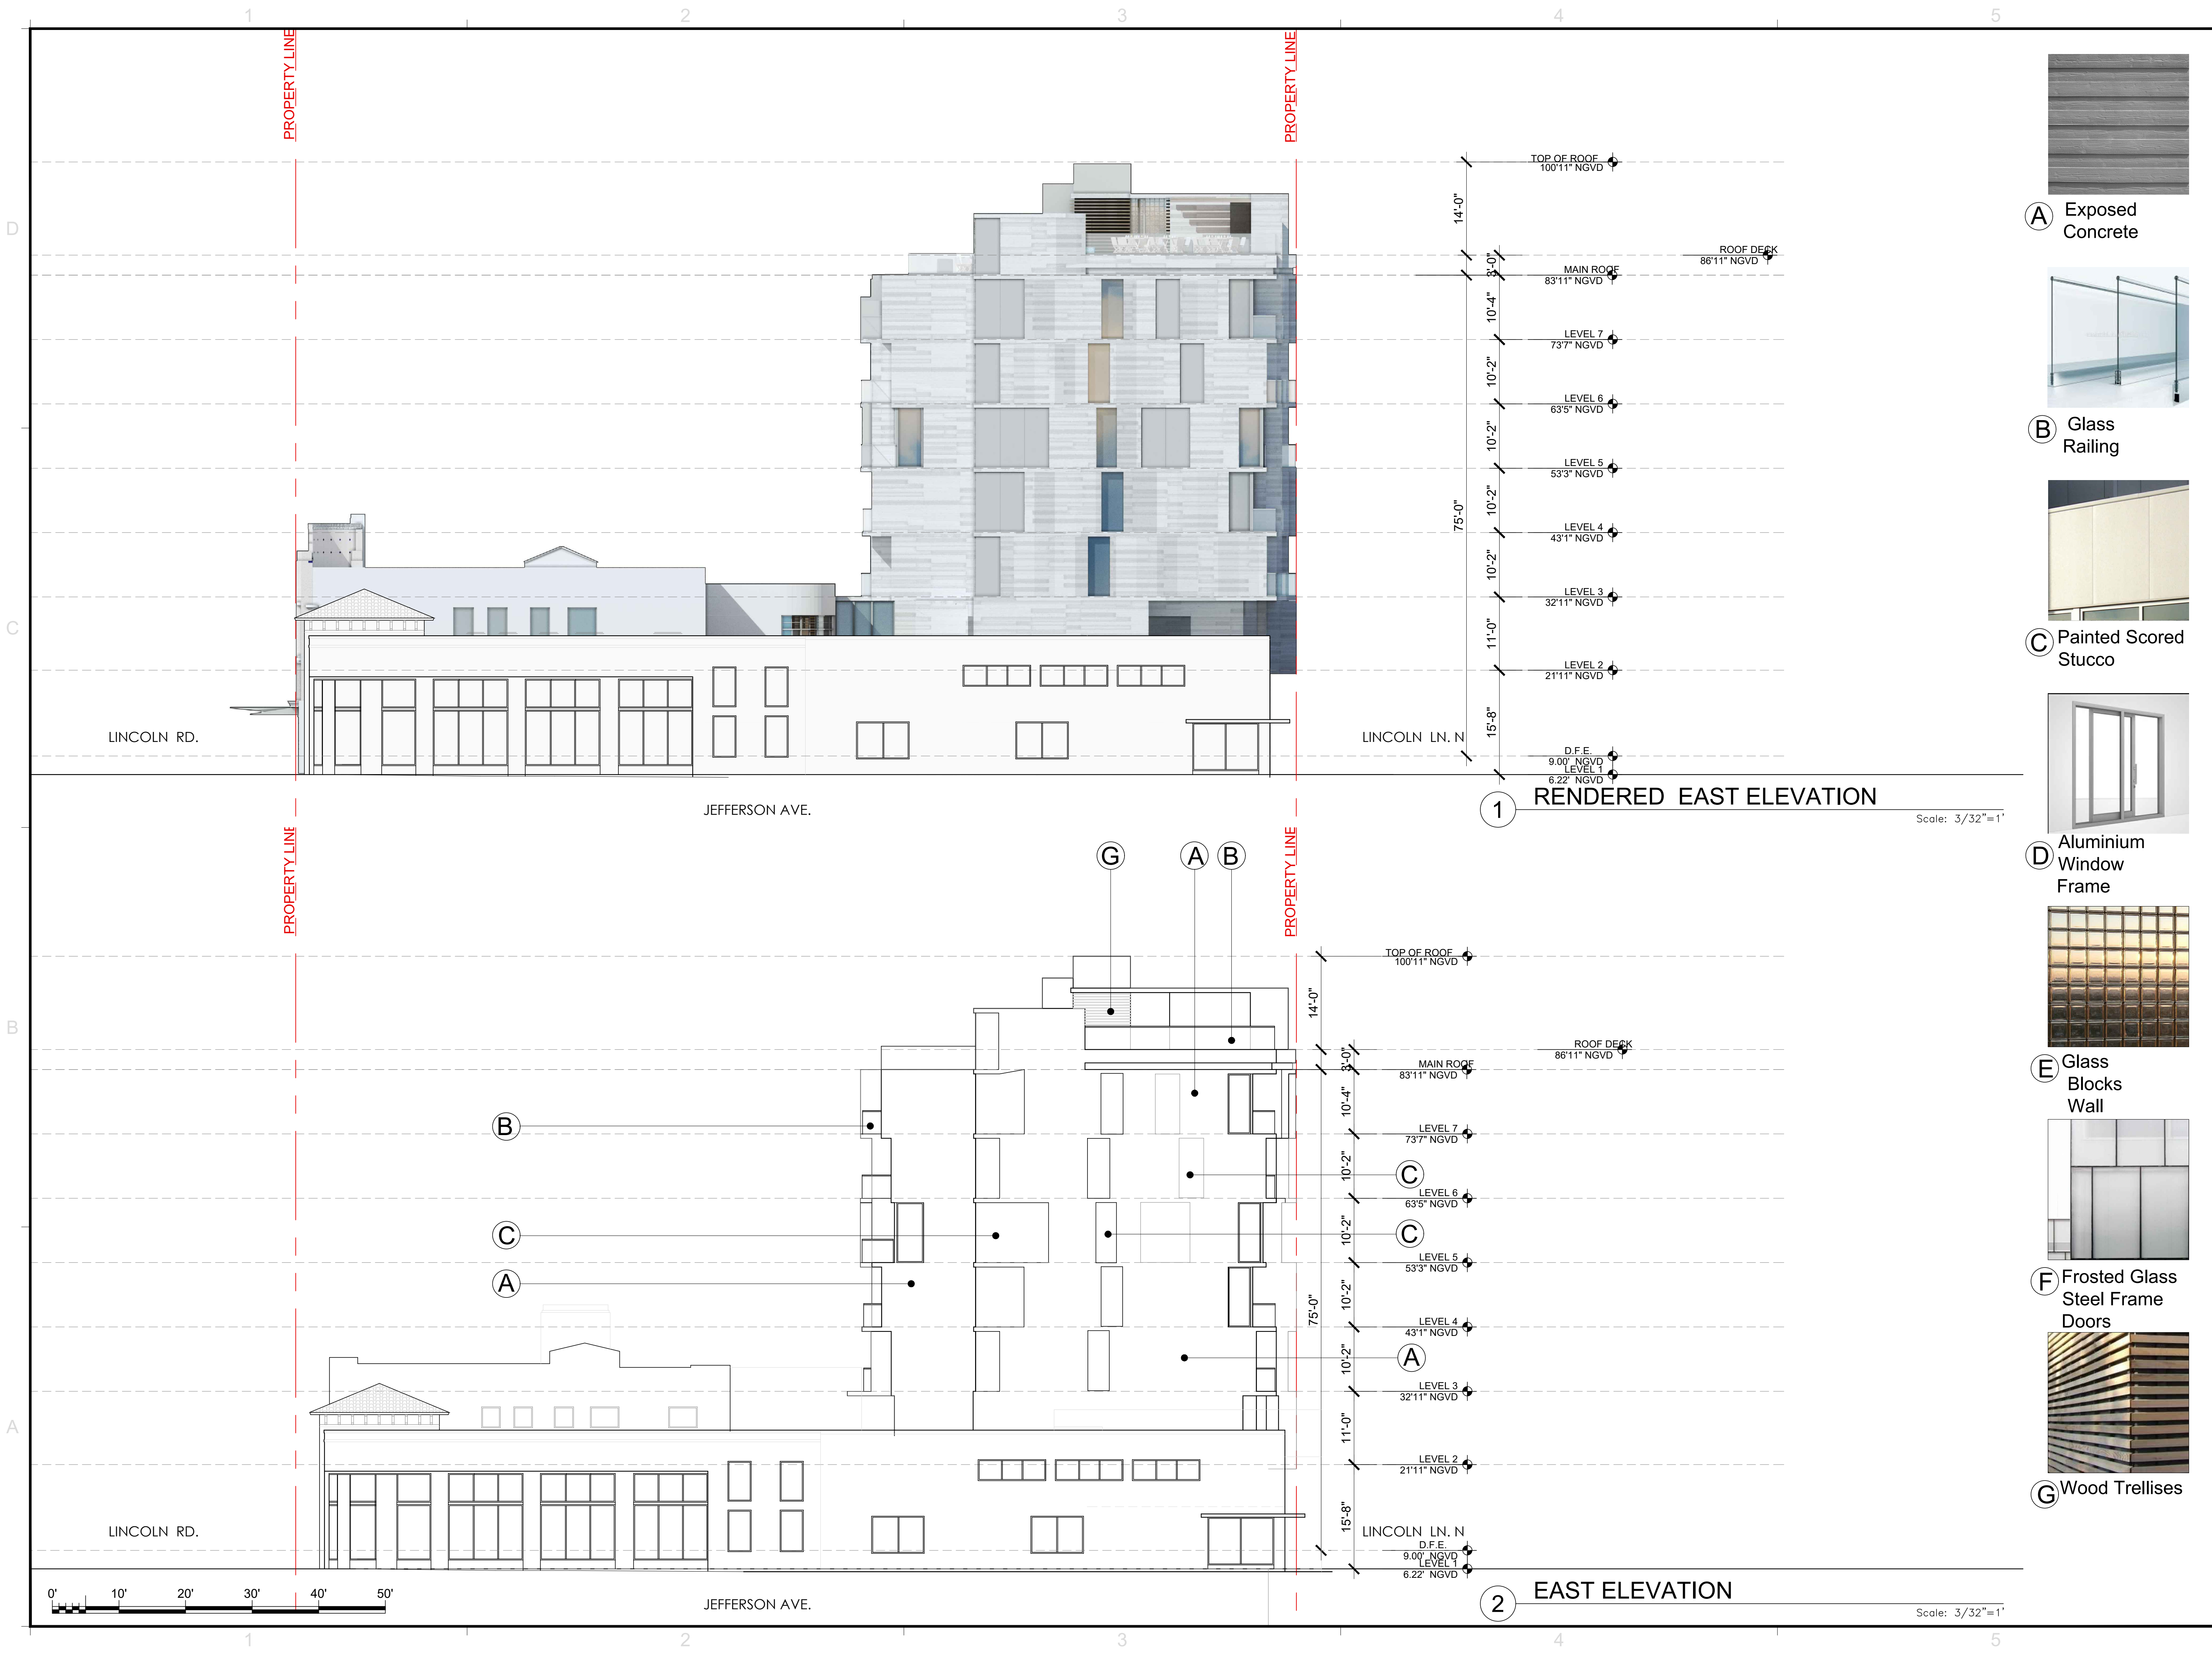 1 2 3 4 5
D
C
B
A
PROPERTY LINE
PROPERTY LINE
TOP OF ROOF
100'11" NGVD
14'-0"
ROOF DECK
86'11" NGVD
3'-0"
MAIN ROOF
83'11" NGVD
10'-4"
LEVEL 7
73'7" NGVD
10'-2"
LEVEL 6
63'5" NGVD
10'-2"
LEVEL 5
53'3" NGVD
10'-2"
75'-0"
LEVEL 4
43'1" NGVD
10'-2"
LEVEL 3
32'11" NGVD
11'-0"
LEVEL 2
21'11" NGVD
15'-8"
LINCOLN RD.
LINCOLN LN. N
D.F.E.
9.00' NGVD
LEVEL 1
6.22' NGVD
JEFFERSON AVE.
1 RENDERED EAST ELEVATION
Scale: 3/32"=1'
PROPERTY LINE
PROPERTY LINE
G A B
TOP OF ROOF
100'11" NGVD
14'-0"
ROOF DECK
86'11" NGVD
3'-0"
MAIN ROOF
83'11" NGVD
10'-4"
B
LEVEL 7
73'7" NGVD
10'-2"
C
LEVEL 6
63'5" NGVD
10'-2"
C
C
LEVEL 5
53'3" NGVD
A
10'-2"
75'-0"
LEVEL 4
43'1" NGVD
10'-2"
A
LEVEL 3
32'11" NGVD
11'-0"
LEVEL 2
21'11" NGVD
15'-8"
LINCOLN RD.
LINCOLN LN. N
D.F.E.
9.00' NGVD
LEVEL 1
6.22' NGVD
0' 10' 20' 30' 40' 50'
JEFFERSON AVE.
2 EAST ELEVATION
Scale: 3/32"=1'
A Exposed
Concrete
B Glass
Railing
C Painted Scored
Stucco
D Aluminium
Window
Frame
E Glass
Blocks
Wall
F Frosted Glass
Steel Frame
Doors
G Wood Trellises
1 2 3 4 5